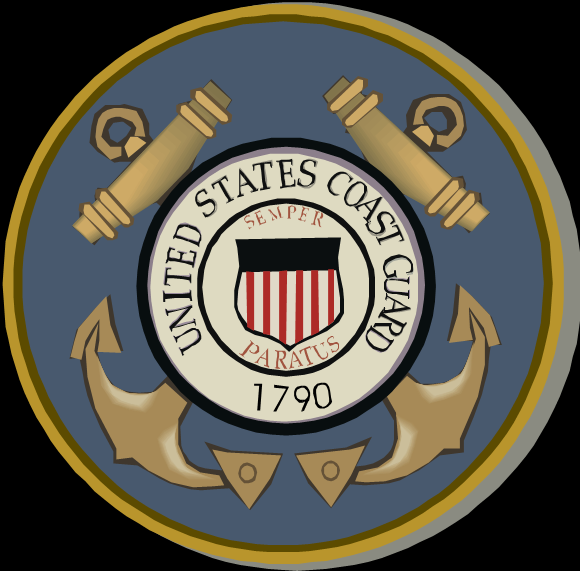 UNITED STATES COAST GUARD
SEMPER
PARATUS
1790